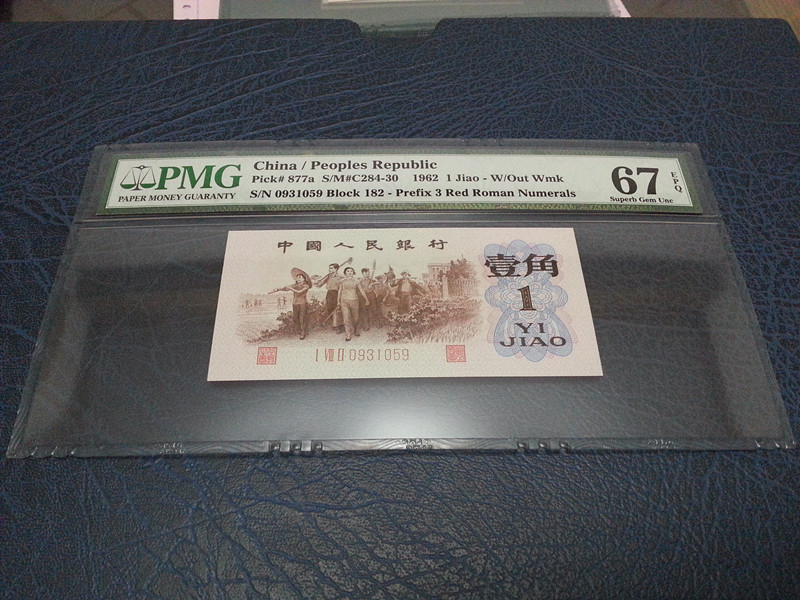 PMG
PAPER MONEY GUARANTY
China / Peoples Republic
Pick# 877a S/M#C284-30 1962 1 Jiao - W/Out Wmk
S/N 0931059 Block 182 - Prefix 3 Red Roman Numerals
67 EPQ
Superb Gem Unc
中國人民銀行
壹角
1
YI
JIAO
I VIII II 0931059